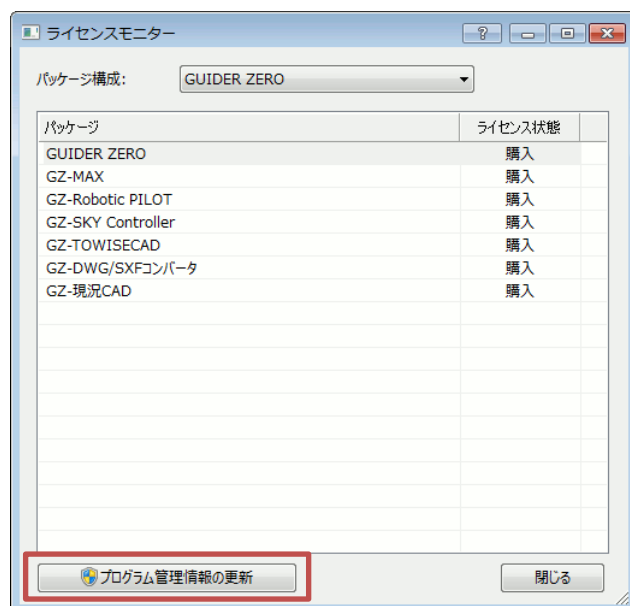 ライセンスモニター
パッケージ構成: GUIDER ZERO
パッケージ ライセンス状態
GUIDER ZERO 購入
GZ-MAX 購入
GZ-Robotic PILOT 購入
GZ-SKY Controller 購入
GZ-TOWISECAD 購入
GZ-DWG/SXFコンバータ 購入
GZ-現況CAD 購入
プログラム管理情報の更新 閉じる